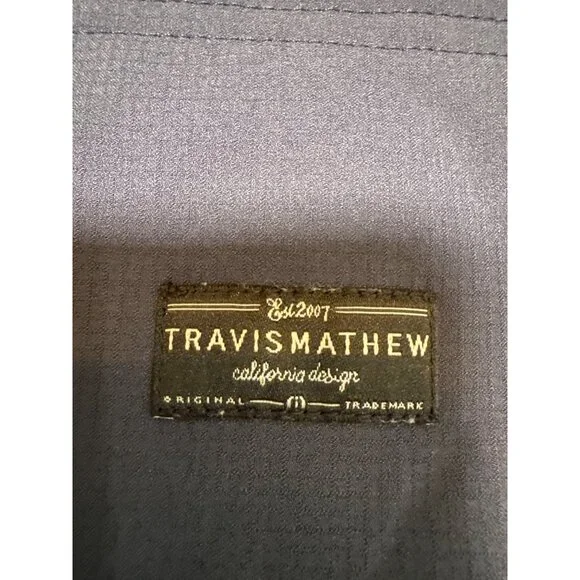 Est. 2007
TRAVISMATHEW
california design
ORIGINAL TRADEMARK